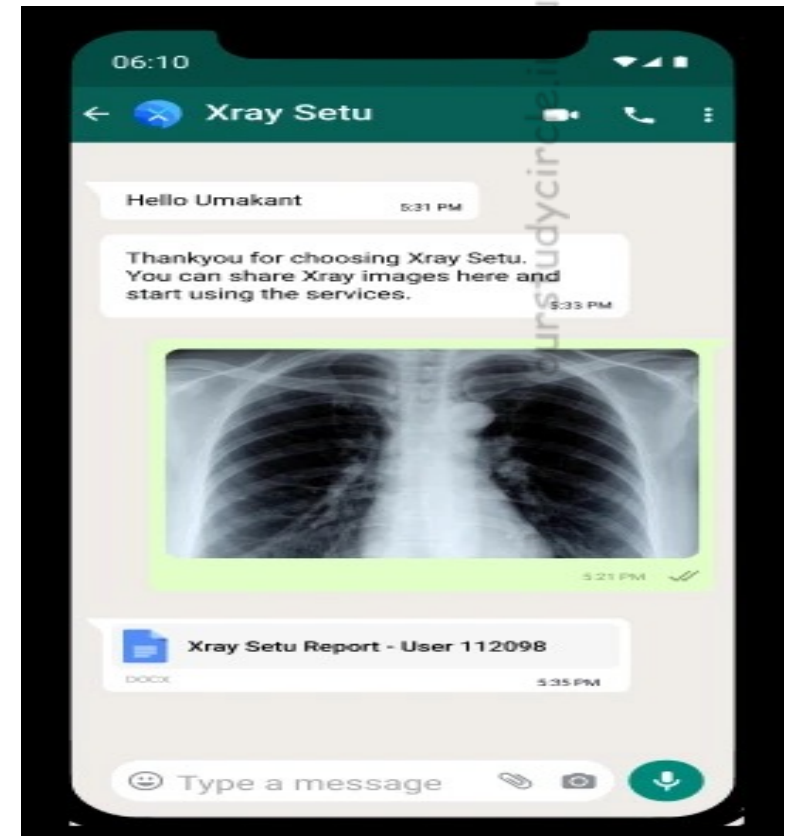 06:10
Xray Setu
Hello Umakant
5:31 PM
Thankyou for choosing Xray Setu.
You can share Xray images here and
start using the services.
5:33 PM
5:21 PM
Xray Setu Report - User 112098
DOCX
5:35 PM
Type a message
ourstudycircle.in